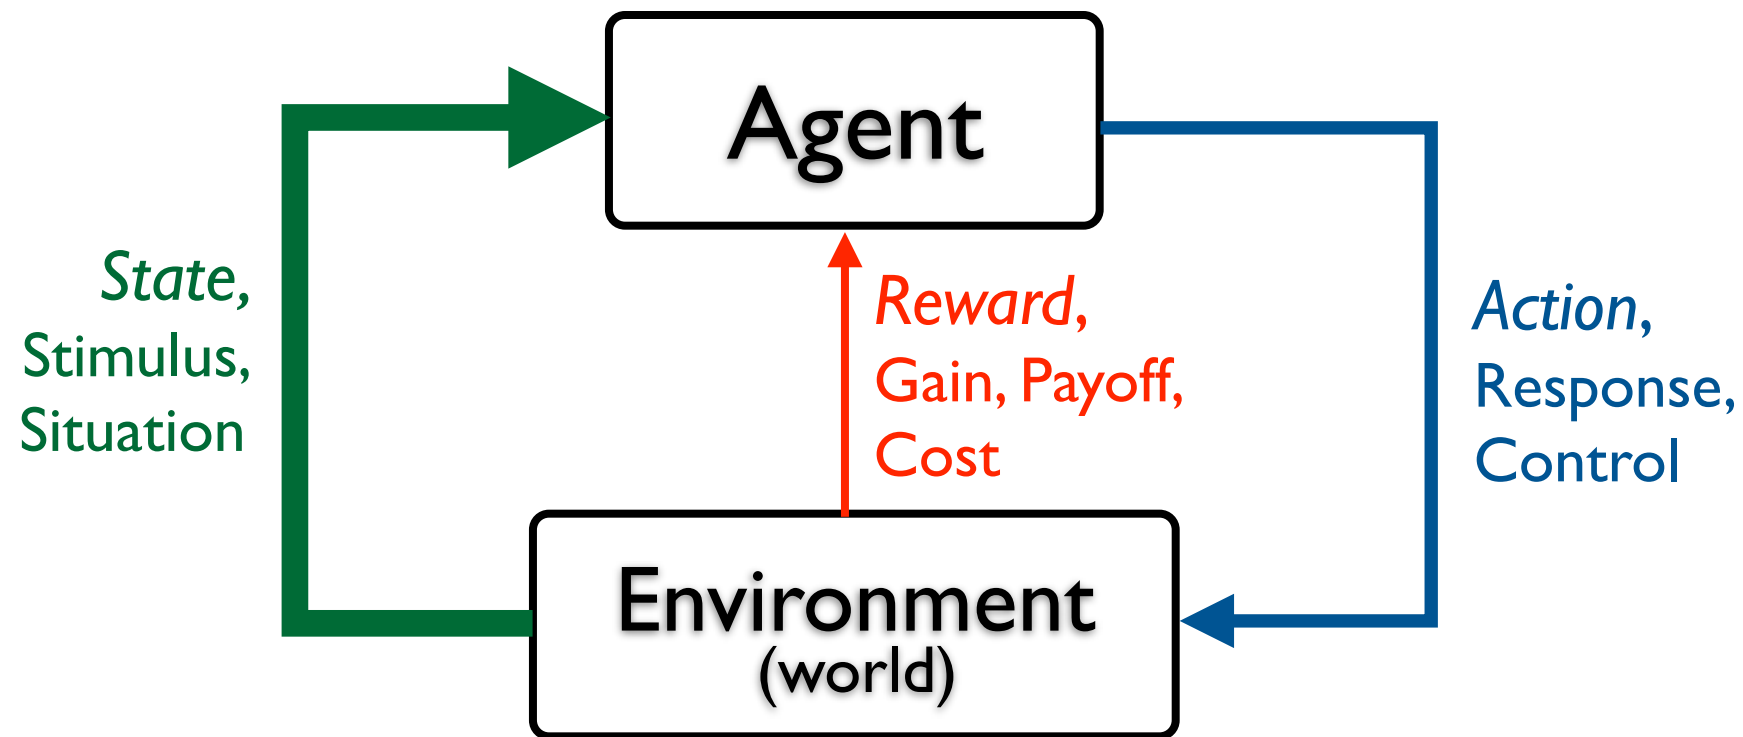 Agent
State,
Stimulus,
Situation
Reward,
Gain, Payoff,
Cost
Action,
Response,
Control
Environment
(world)